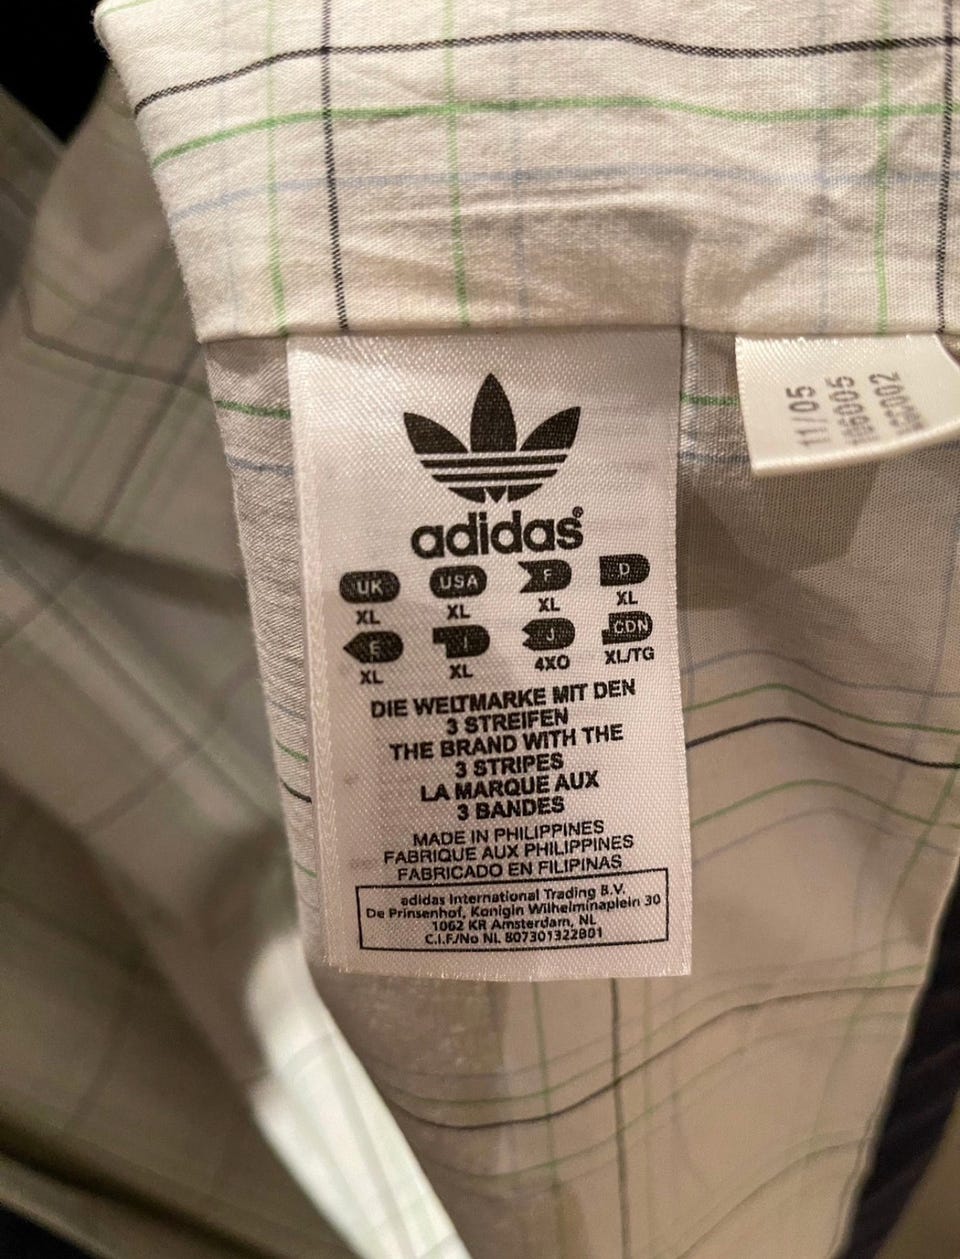 adidas®
UK USA F D
XL XL XL XL
E I J CDN
XL XL 4XO XL/TG
DIE WELTMARKE MIT DEN
3 STREIFEN
THE BRAND WITH THE
3 STRIPES
LA MARQUE AUX
3 BANDES
MADE IN PHILIPPINES
FABRIQUE AUX PHILIPPINES
FABRICADO EN FILIPINAS
adidas International Trading B.V.
De Prinsenhof, Konigin Wilhelminaplein 30
1062 KR Amsterdam, NL
C.I.F./No NL 807301322B01
11/05